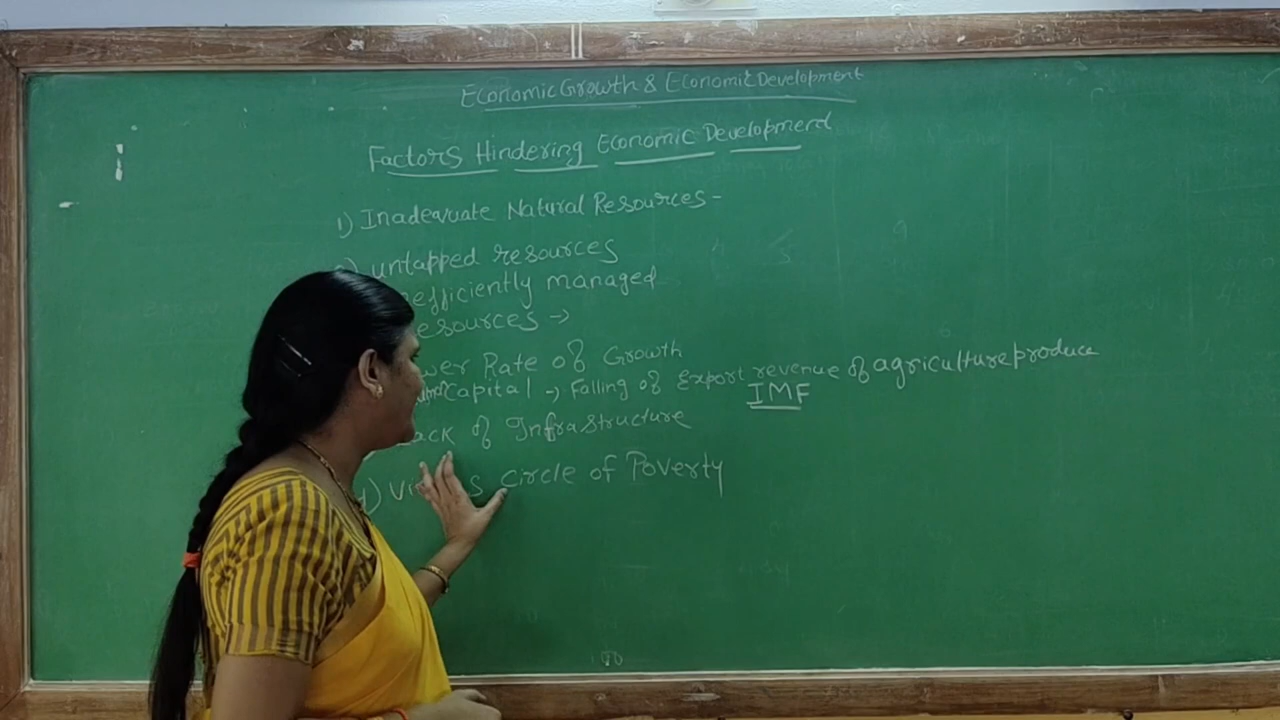 Economic Growth & Economic Development
Factors Hindering Economic Development
1) Inadequate Natural Resources -
untapped resources
efficiently managed
esources →
wer Rate of Growth
Capital → Falling of Export revenue of agriculture produce
IMF
ack of Infrastructure
circle of Poverty